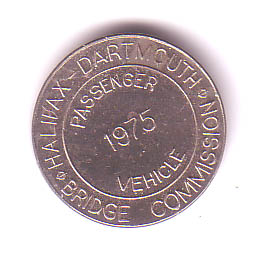 HALIFAX-DARTMOUTH
BRIDGE COMMISSION
PASSENGER
1975
VEHICLE